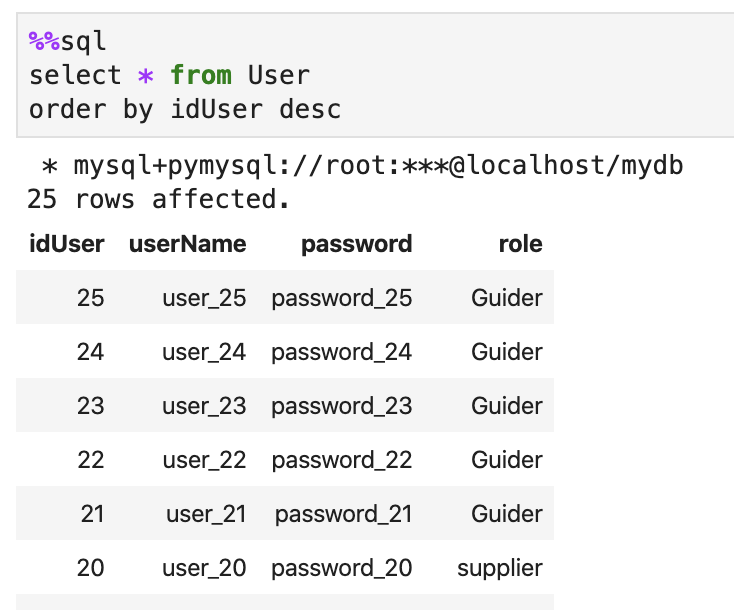 %%sql
select * from User
order by idUser desc
* mysql+pymysql://root:***@localhost/mydb
25 rows affected.
idUser userName password role
25 user_25 password_25 Guider
24 user_24 password_24 Guider
23 user_23 password_23 Guider
22 user_22 password_22 Guider
21 user_21 password_21 Guider
20 user_20 password_20 supplier